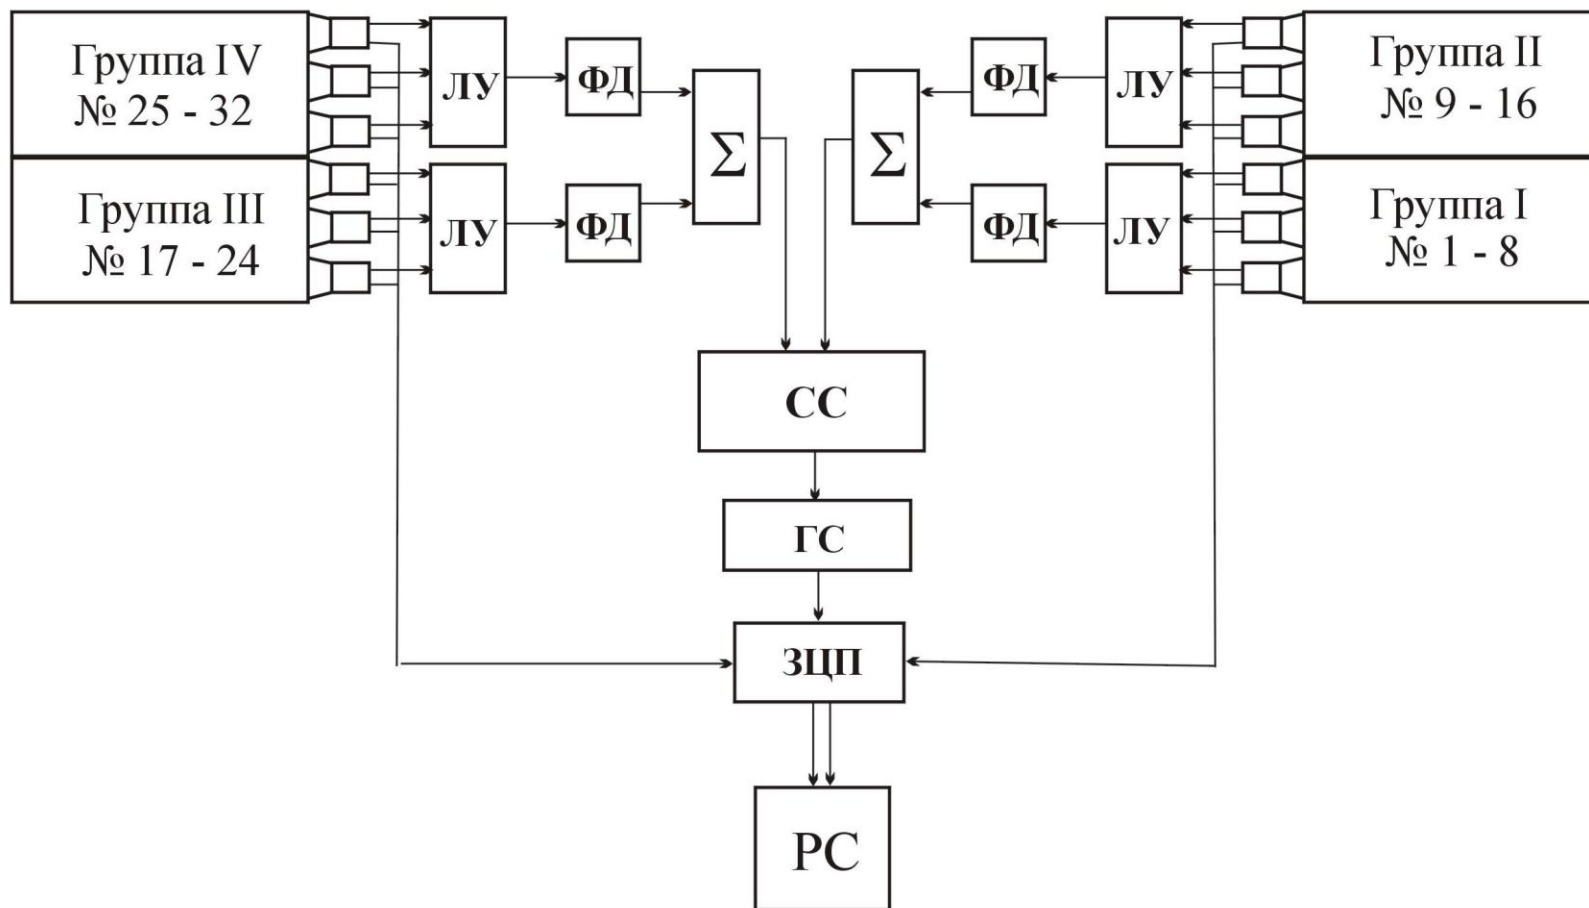 Группа IV
№ 25 - 32
ЛУ
ФД
Σ
Σ
ФД
ЛУ
Группа II
№ 9 - 16
Группа III
№ 17 - 24
ЛУ
ФД
ФД
ЛУ
Группа I
№ 1 - 8
СС
ГС
ЗЦП
PC